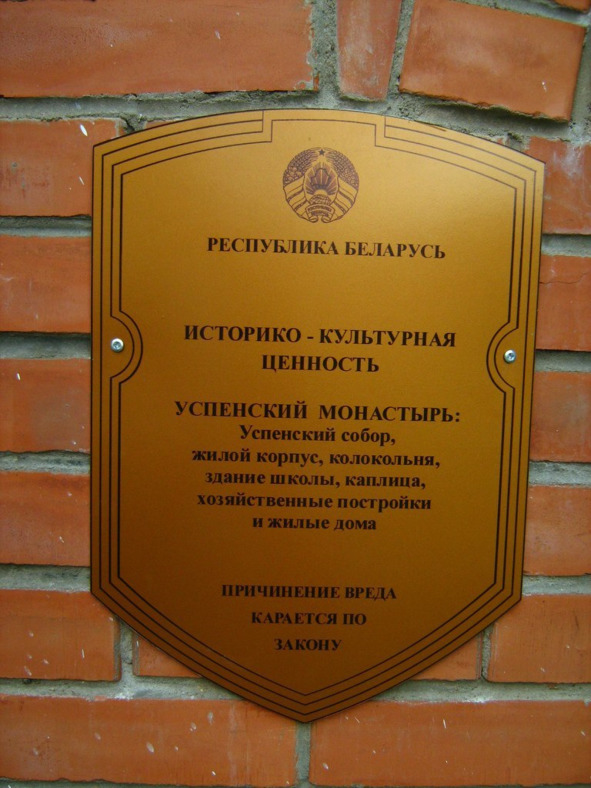 РЕСПУБЛИКА БЕЛАРУСЬ
ИСТОРИКО - КУЛЬТУРНАЯ
ЦЕННОСТЬ
УСПЕНСКИЙ МОНАСТЫРЬ:
Успенский собор,
жилой корпус, колокольня,
здание школы, каплица,
хозяйственные постройки
и жилые дома
ПРИЧИНЕНИЕ ВРЕДА
КАРАЕТСЯ ПО
ЗАКОНУ